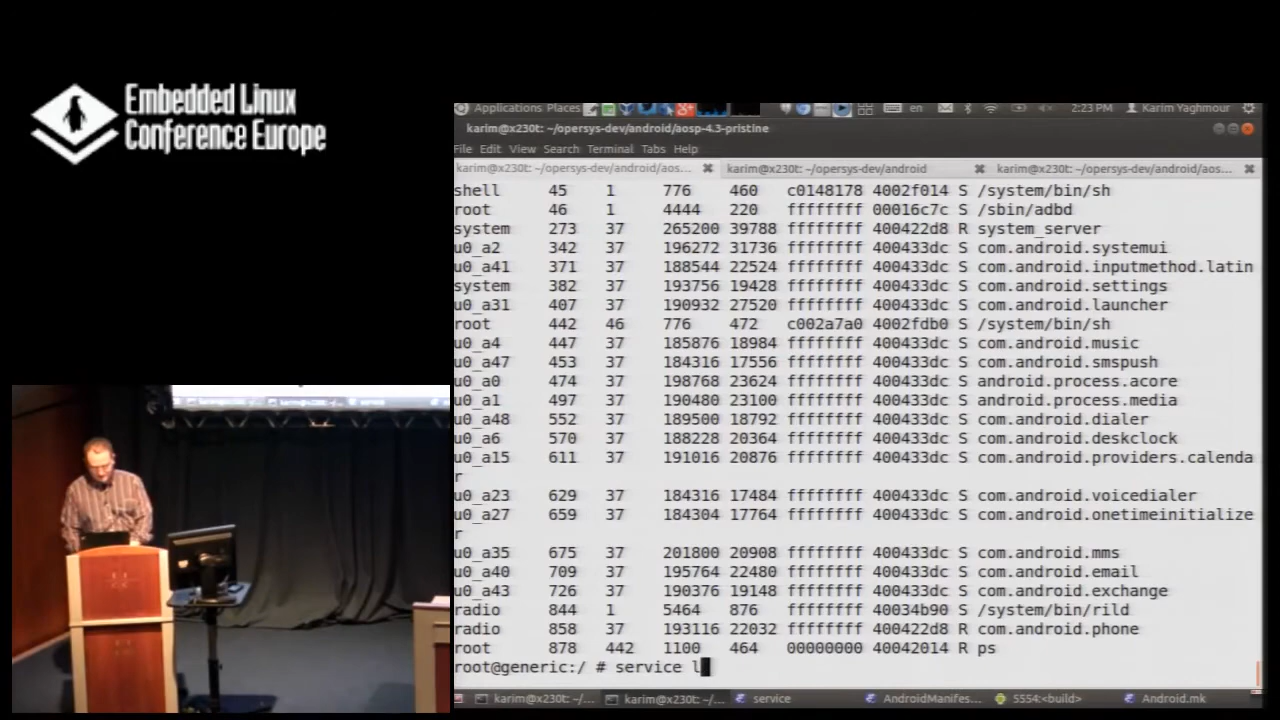 Embedded Linux
Conference Europe
Applications Places en 2:23 PM Karim Yaghmour
karim@x230t: ~/opersys-dev/android/aosp-4.3-pristine
File Edit View Search Terminal Tabs Help
karim@x230t: ~/opersys-dev/android/aos... karim@x230t: ~/opersys-dev/android karim@x230t: ~/opersys-dev/android/aos...
shell 45 1 776 460 c0148178 4002f014 S /system/bin/sh
root 46 1 4444 220 ffffffff 00016c7c S /sbin/adbd
system 273 37 265200 39788 ffffffff 400422d8 R system_server
u0_a2 342 37 196272 31736 ffffffff 400433dc S com.android.systemui
u0_a41 371 37 188544 22524 ffffffff 400433dc S com.android.inputmethod.latin
system 382 37 193756 19428 ffffffff 400433dc S com.android.settings
u0_a31 407 37 190932 27520 ffffffff 400433dc S com.android.launcher
root 442 46 776 472 c002a7a0 4002fdb0 S /system/bin/sh
u0_a4 447 37 185876 18984 ffffffff 400433dc S com.android.music
u0_a47 453 37 184316 17556 ffffffff 400433dc S com.android.smspush
u0_a0 474 37 198768 23624 ffffffff 400433dc S android.process.acore
u0_a1 497 37 190480 23100 ffffffff 400433dc S android.process.media
u0_a48 552 37 189500 18792 ffffffff 400433dc S com.android.dialer
u0_a6 570 37 188228 20364 ffffffff 400433dc S com.android.deskclock
u0_a15 611 37 191016 20876 ffffffff 400433dc S com.android.providers.calenda
r
u0_a23 629 37 184316 17484 ffffffff 400433dc S com.android.voicedialer
u0_a27 659 37 184304 17764 ffffffff 400433dc S com.android.onetimeinitialize
r
u0_a35 675 37 201800 20908 ffffffff 400433dc S com.android.mms
u0_a40 709 37 195764 22480 ffffffff 400433dc S com.android.email
u0_a43 726 37 190376 19148 ffffffff 400433dc S com.android.exchange
radio 844 1 5464 876 ffffffff 40034b90 S /system/bin/rild
radio 858 37 193116 22032 ffffffff 400422d8 R com.android.phone
root 878 442 1100 464 00000000 40042014 R ps
root@generic:/ # service l
karim@x230t: ~/... karim@x230t: ~/... service AndroidManifes... 5554:<build> Android.mk